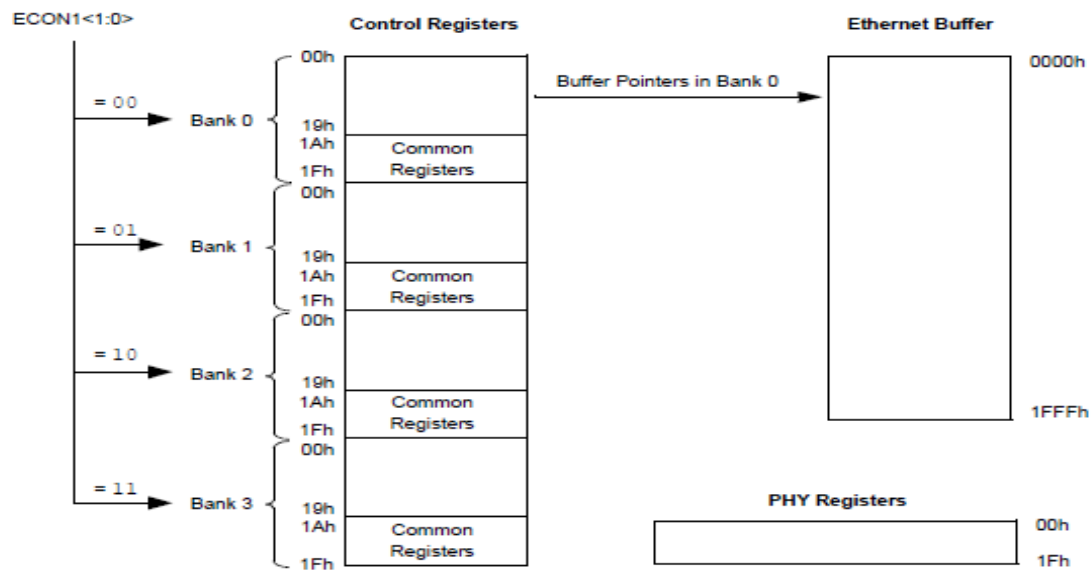 ECON1<1:0>
Control Registers
Ethernet Buffer
00h
0000h
Buffer Pointers in Bank 0
= 00
Bank 0
19h
1Ah
Common
Registers
1Fh
00h
= 01
Bank 1
19h
1Ah
Common
Registers
1Fh
00h
= 10
Bank 2
19h
1Ah
Common
Registers
1Fh
00h
1FFFh
= 11
Bank 3
19h
1Ah
Common
Registers
1Fh
PHY Registers
00h
1Fh